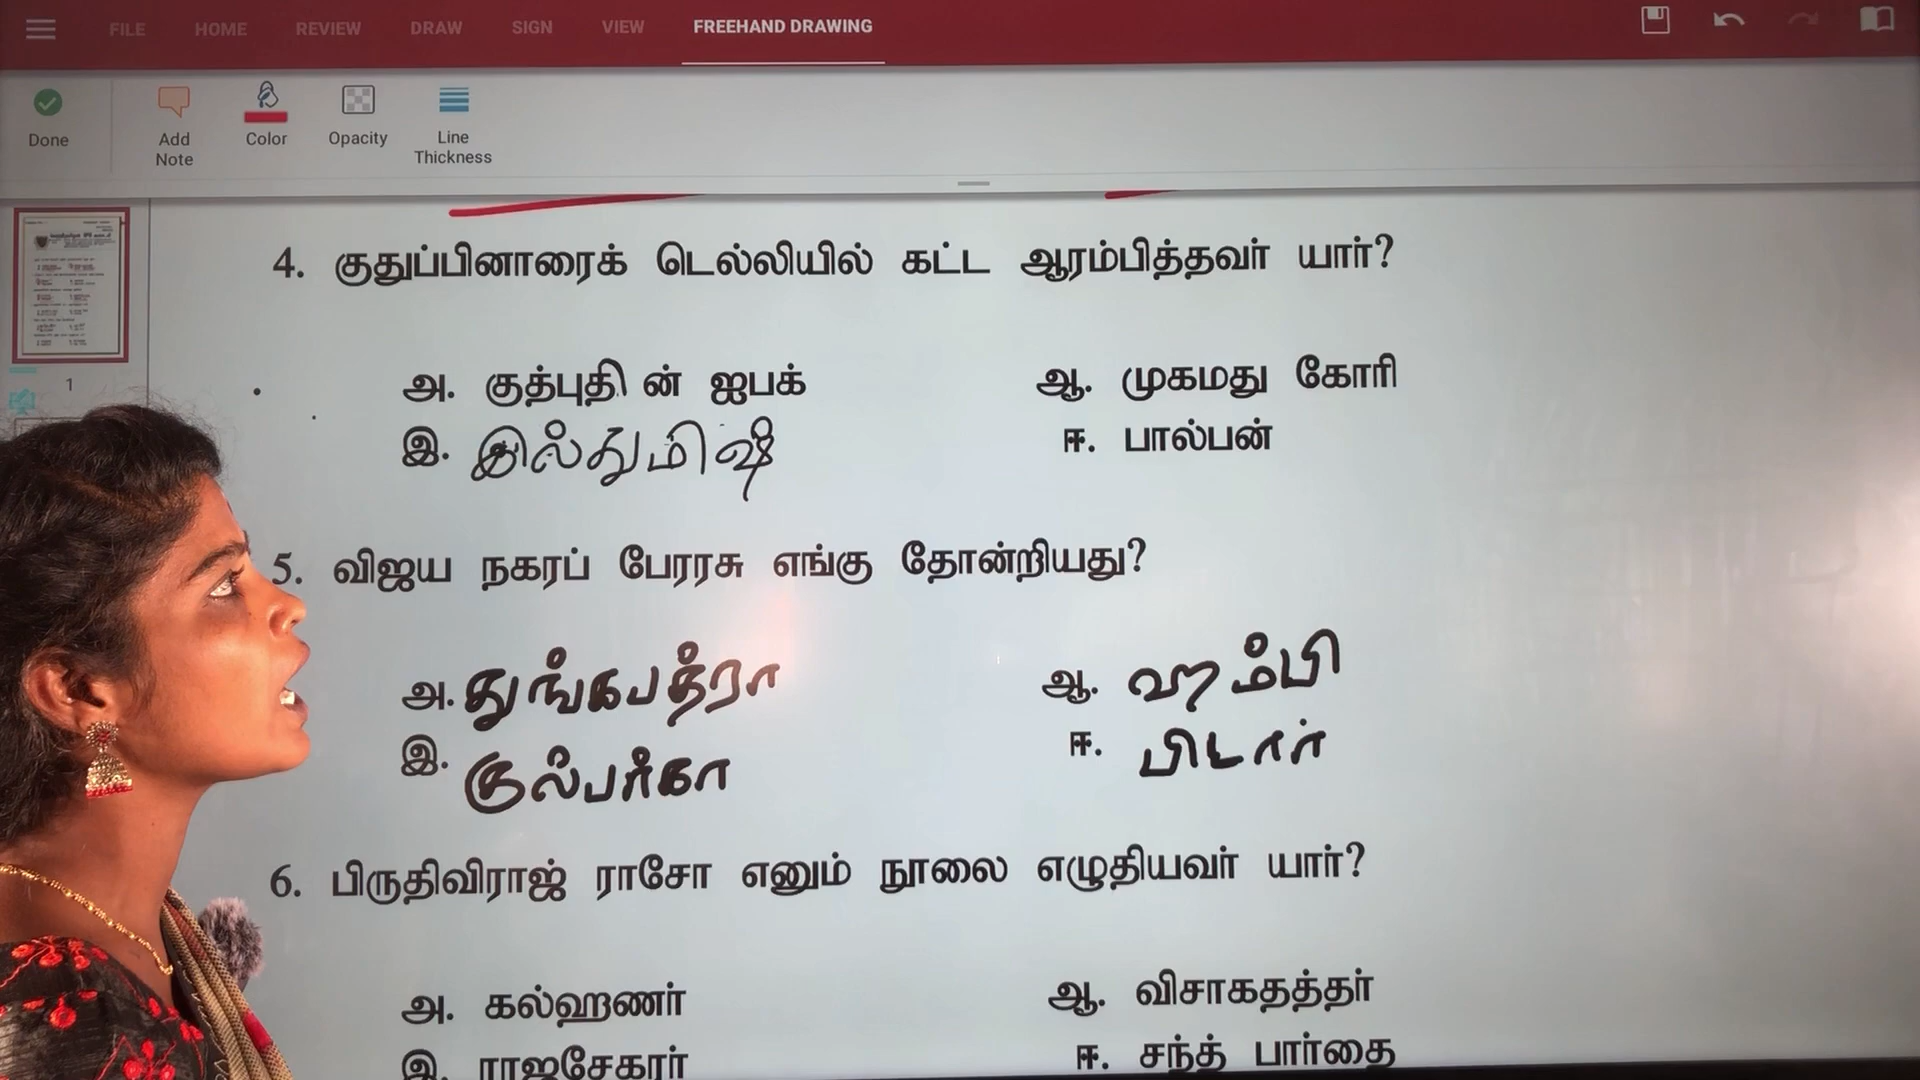 FILE HOME REVIEW DRAW SIGN VIEW FREEHAND DRAWING
Done Add Note Color Opacity Line Thickness
1
4. குதுப்பினாரைக் டெல்லியில் கட்ட ஆரம்பித்தவர் யார்?
அ. குத்புதின் ஐபக் ஆ. முகமது கோரி
இ. இல்துமிஷ் ஈ. பால்பன்
5. விஜய நகரப் பேரரசு எங்கு தோன்றியது?
அ. துங்கபத்ரா ஆ. ஹம்பி
இ. குல்பர்கா ஈ. பிடார்
6. பிருதிவிராஜ் ராசோ எனும் நூலை எழுதியவர் யார்?
அ. கல்ஹணர் ஆ. விசாகதத்தர்
இ. ராஜசேகரர் ஈ. சந்த் பார்தை